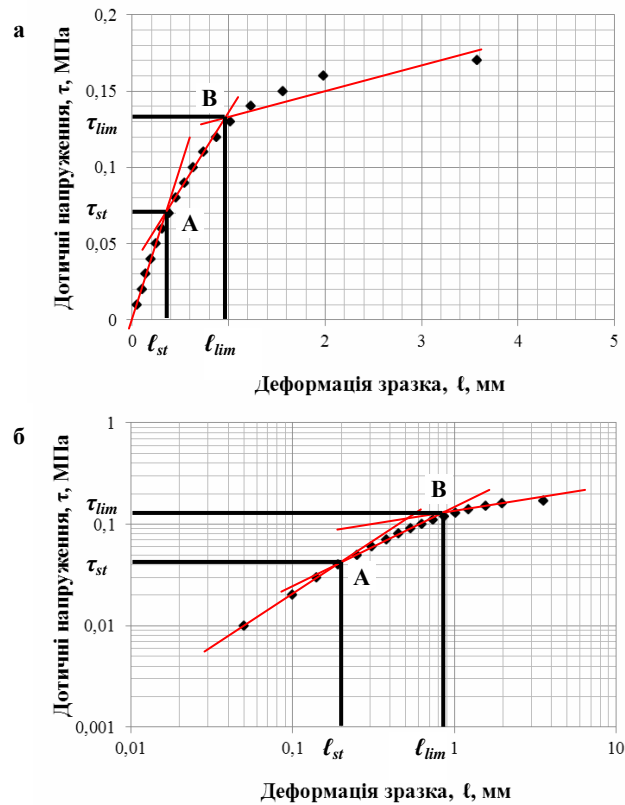 а
Дотичні напруження, τ, МПа
0,2
0,15
0,1
0,05
0
τlim
τst
B
A
0
ℓst
ℓlim
2
3
4
5
Деформація зразка, ℓ, мм
б
Дотичні напруження, τ, МПа
1
0,1
0,01
0,001
τlim
τst
B
A
0,01
0,1
ℓst
ℓlim
1
10
Деформація зразка, ℓ, мм